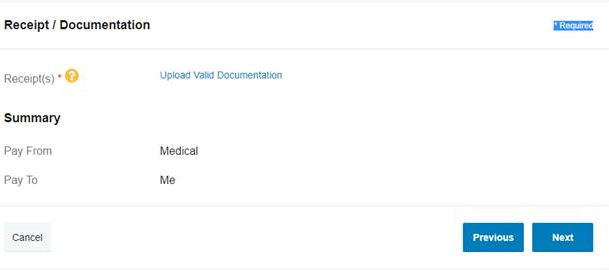 Receipt / Documentation * Required
Receipt(s) * ? Upload Valid Documentation
Summary
Pay From Medical
Pay To Me
Cancel Previous Next